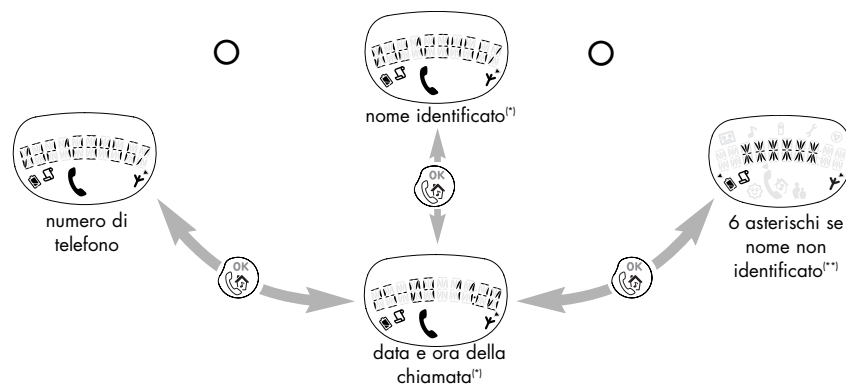 nome identificato(*)
OK
numero di
telefono
6 asterischi se
nome non
identificato(**)
OK
OK
data e ora della
chiamata(*)